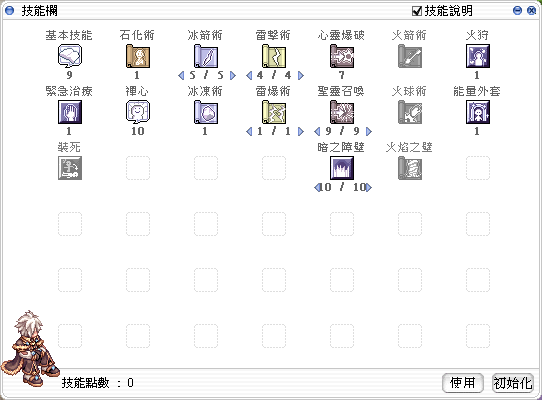 技能欄 技能說明
基本技能 石化術 冰箭術 雷擊術 心靈爆破 火箭術 火狩
9 1 5 / 5 4 / 4 7 1
緊急治療 禪心 冰凍術 雷爆術 聖靈召喚 火球術 能量外套
1 10 1 1 / 1 9 / 9 1
裝死 暗之障壁 火焰之壁
10 / 10
技能點數 : 0 使用 初始化